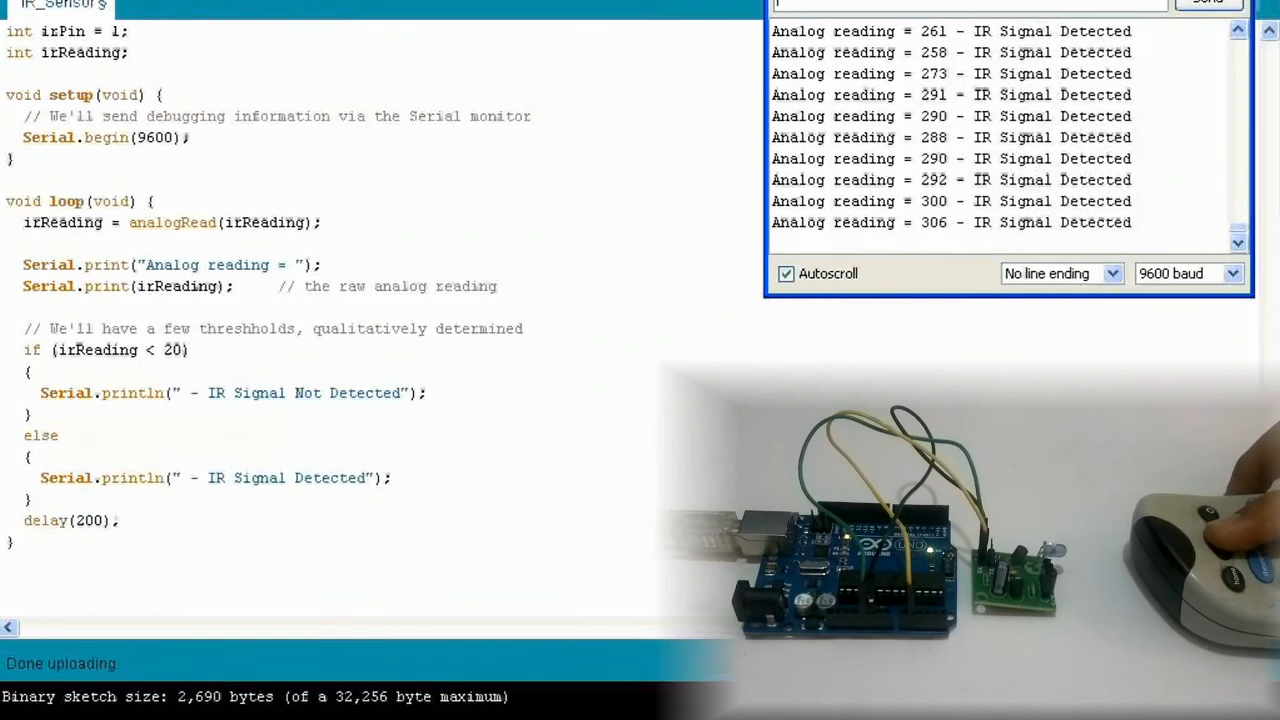 IR_Sensor§
int irPin = 1;
int irReading;
void setup(void) {
// We'll send debugging information via the Serial monitor
Serial.begin(9600);
}
void loop(void) {
irReading = analogRead(irReading);
Serial.print("Analog reading = ");
Serial.print(irReading); // the raw analog reading
// We'll have a few threshholds, qualitatively determined
if (irReading < 20)
{
Serial.println(" - IR Signal Not Detected");
}
else
{
Serial.println(" - IR Signal Detected");
}
delay(200);
}
Done uploading.
Binary sketch size: 2,690 bytes (of a 32,256 byte maximum)
Send
Analog reading = 261 - IR Signal Detected
Analog reading = 258 - IR Signal Detected
Analog reading = 273 - IR Signal Detected
Analog reading = 291 - IR Signal Detected
Analog reading = 290 - IR Signal Detected
Analog reading = 288 - IR Signal Detected
Analog reading = 290 - IR Signal Detected
Analog reading = 292 - IR Signal Detected
Analog reading = 300 - IR Signal Detected
Analog reading = 306 - IR Signal Detected
Autoscroll
No line ending
9600 baud
UNO